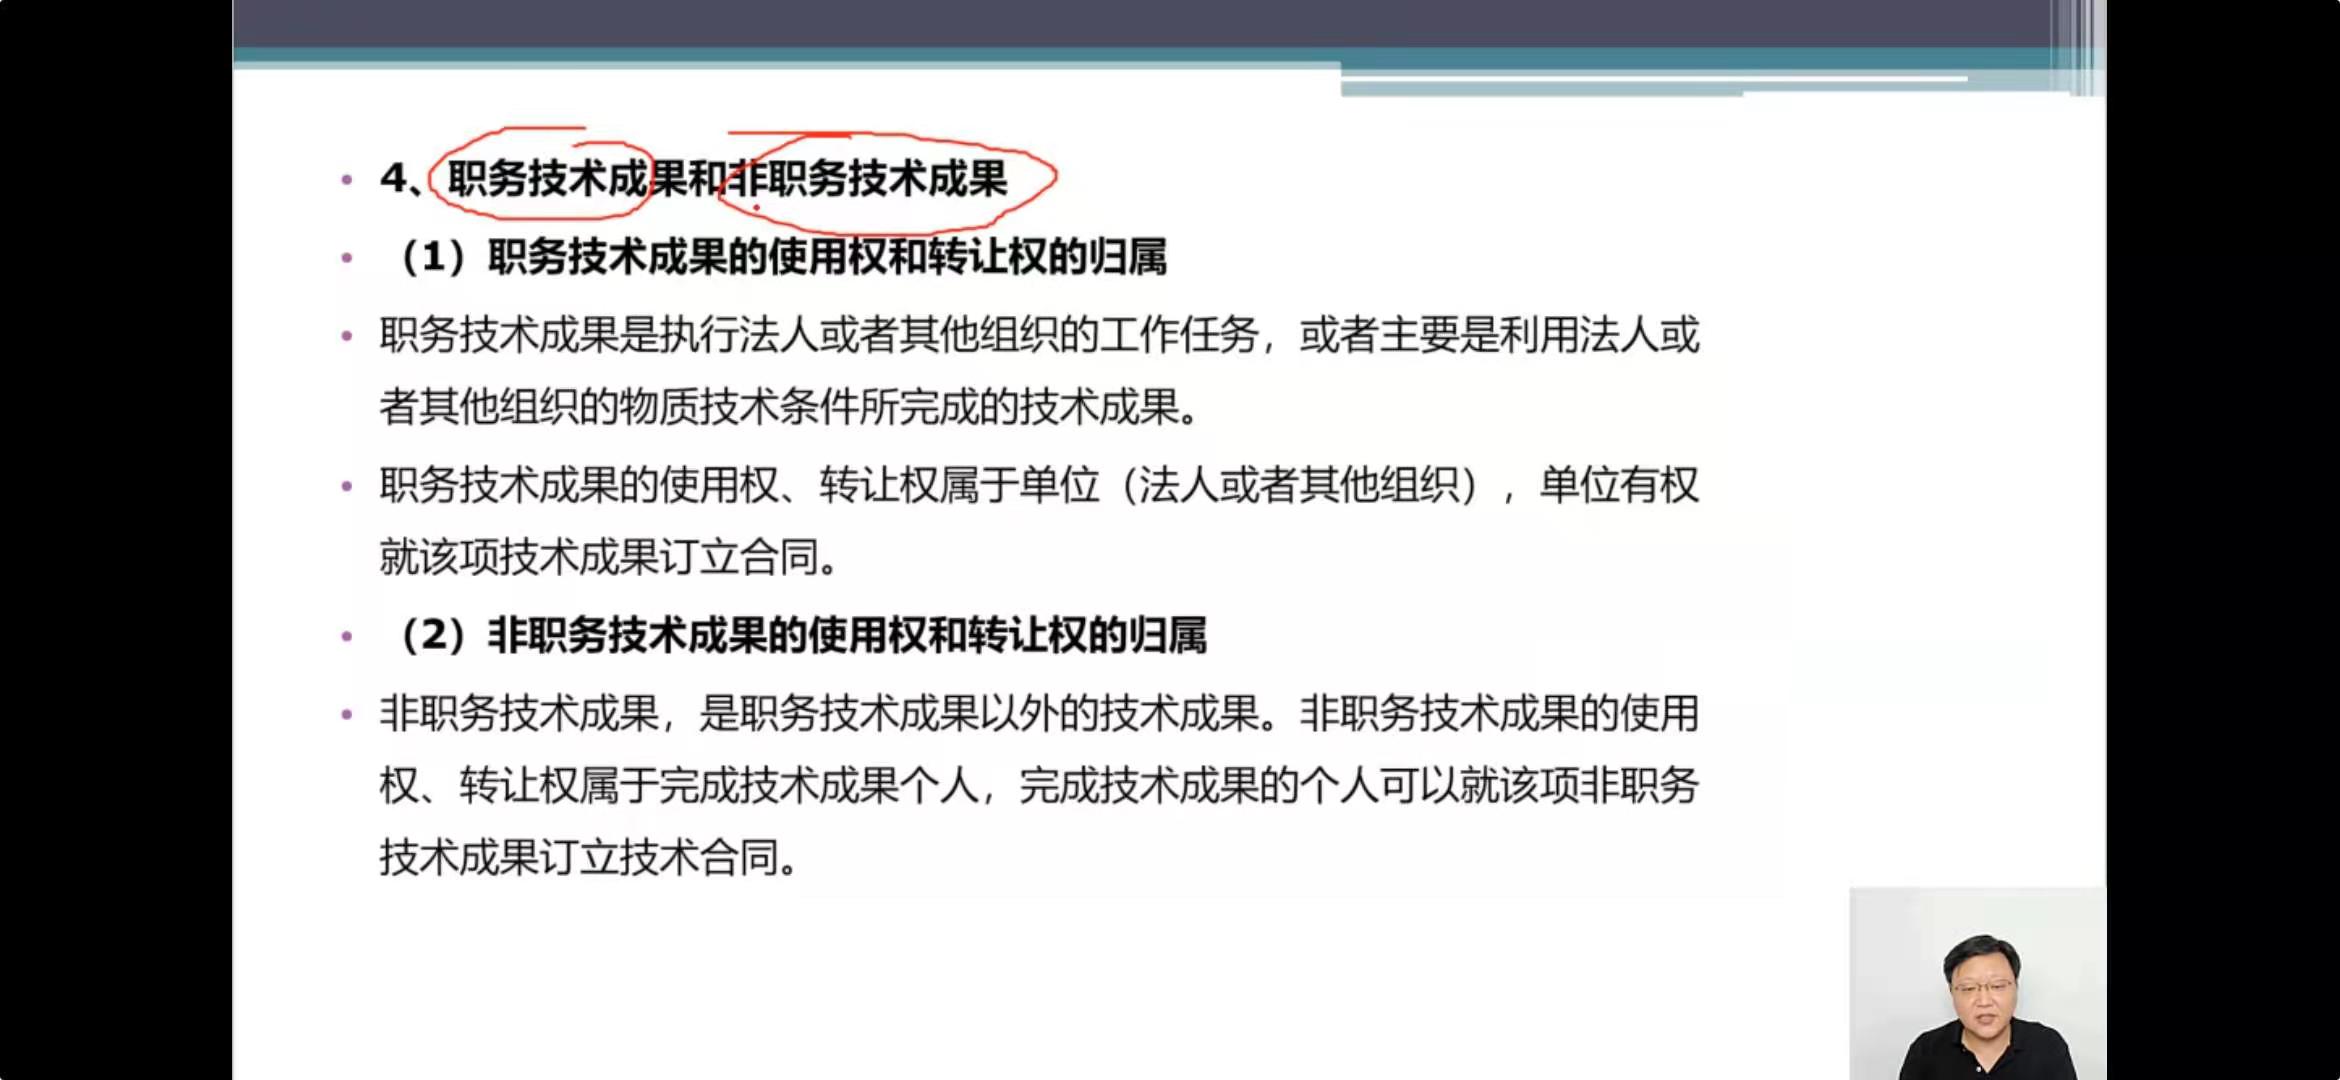 4、职务技术成果和非职务技术成果
（1）职务技术成果的使用权和转让权的归属
职务技术成果是执行法人或者其他组织的工作任务，或者主要是利用法人或
者其他组织的物质技术条件所完成的技术成果。
职务技术成果的使用权、转让权属于单位（法人或者其他组织），单位有权
就该项技术成果订立合同。
（2）非职务技术成果的使用权和转让权的归属
非职务技术成果，是职务技术成果以外的技术成果。非职务技术成果的使用
权、转让权属于完成技术成果个人，完成技术成果的个人可以就该项非职务
技术成果订立技术合同。